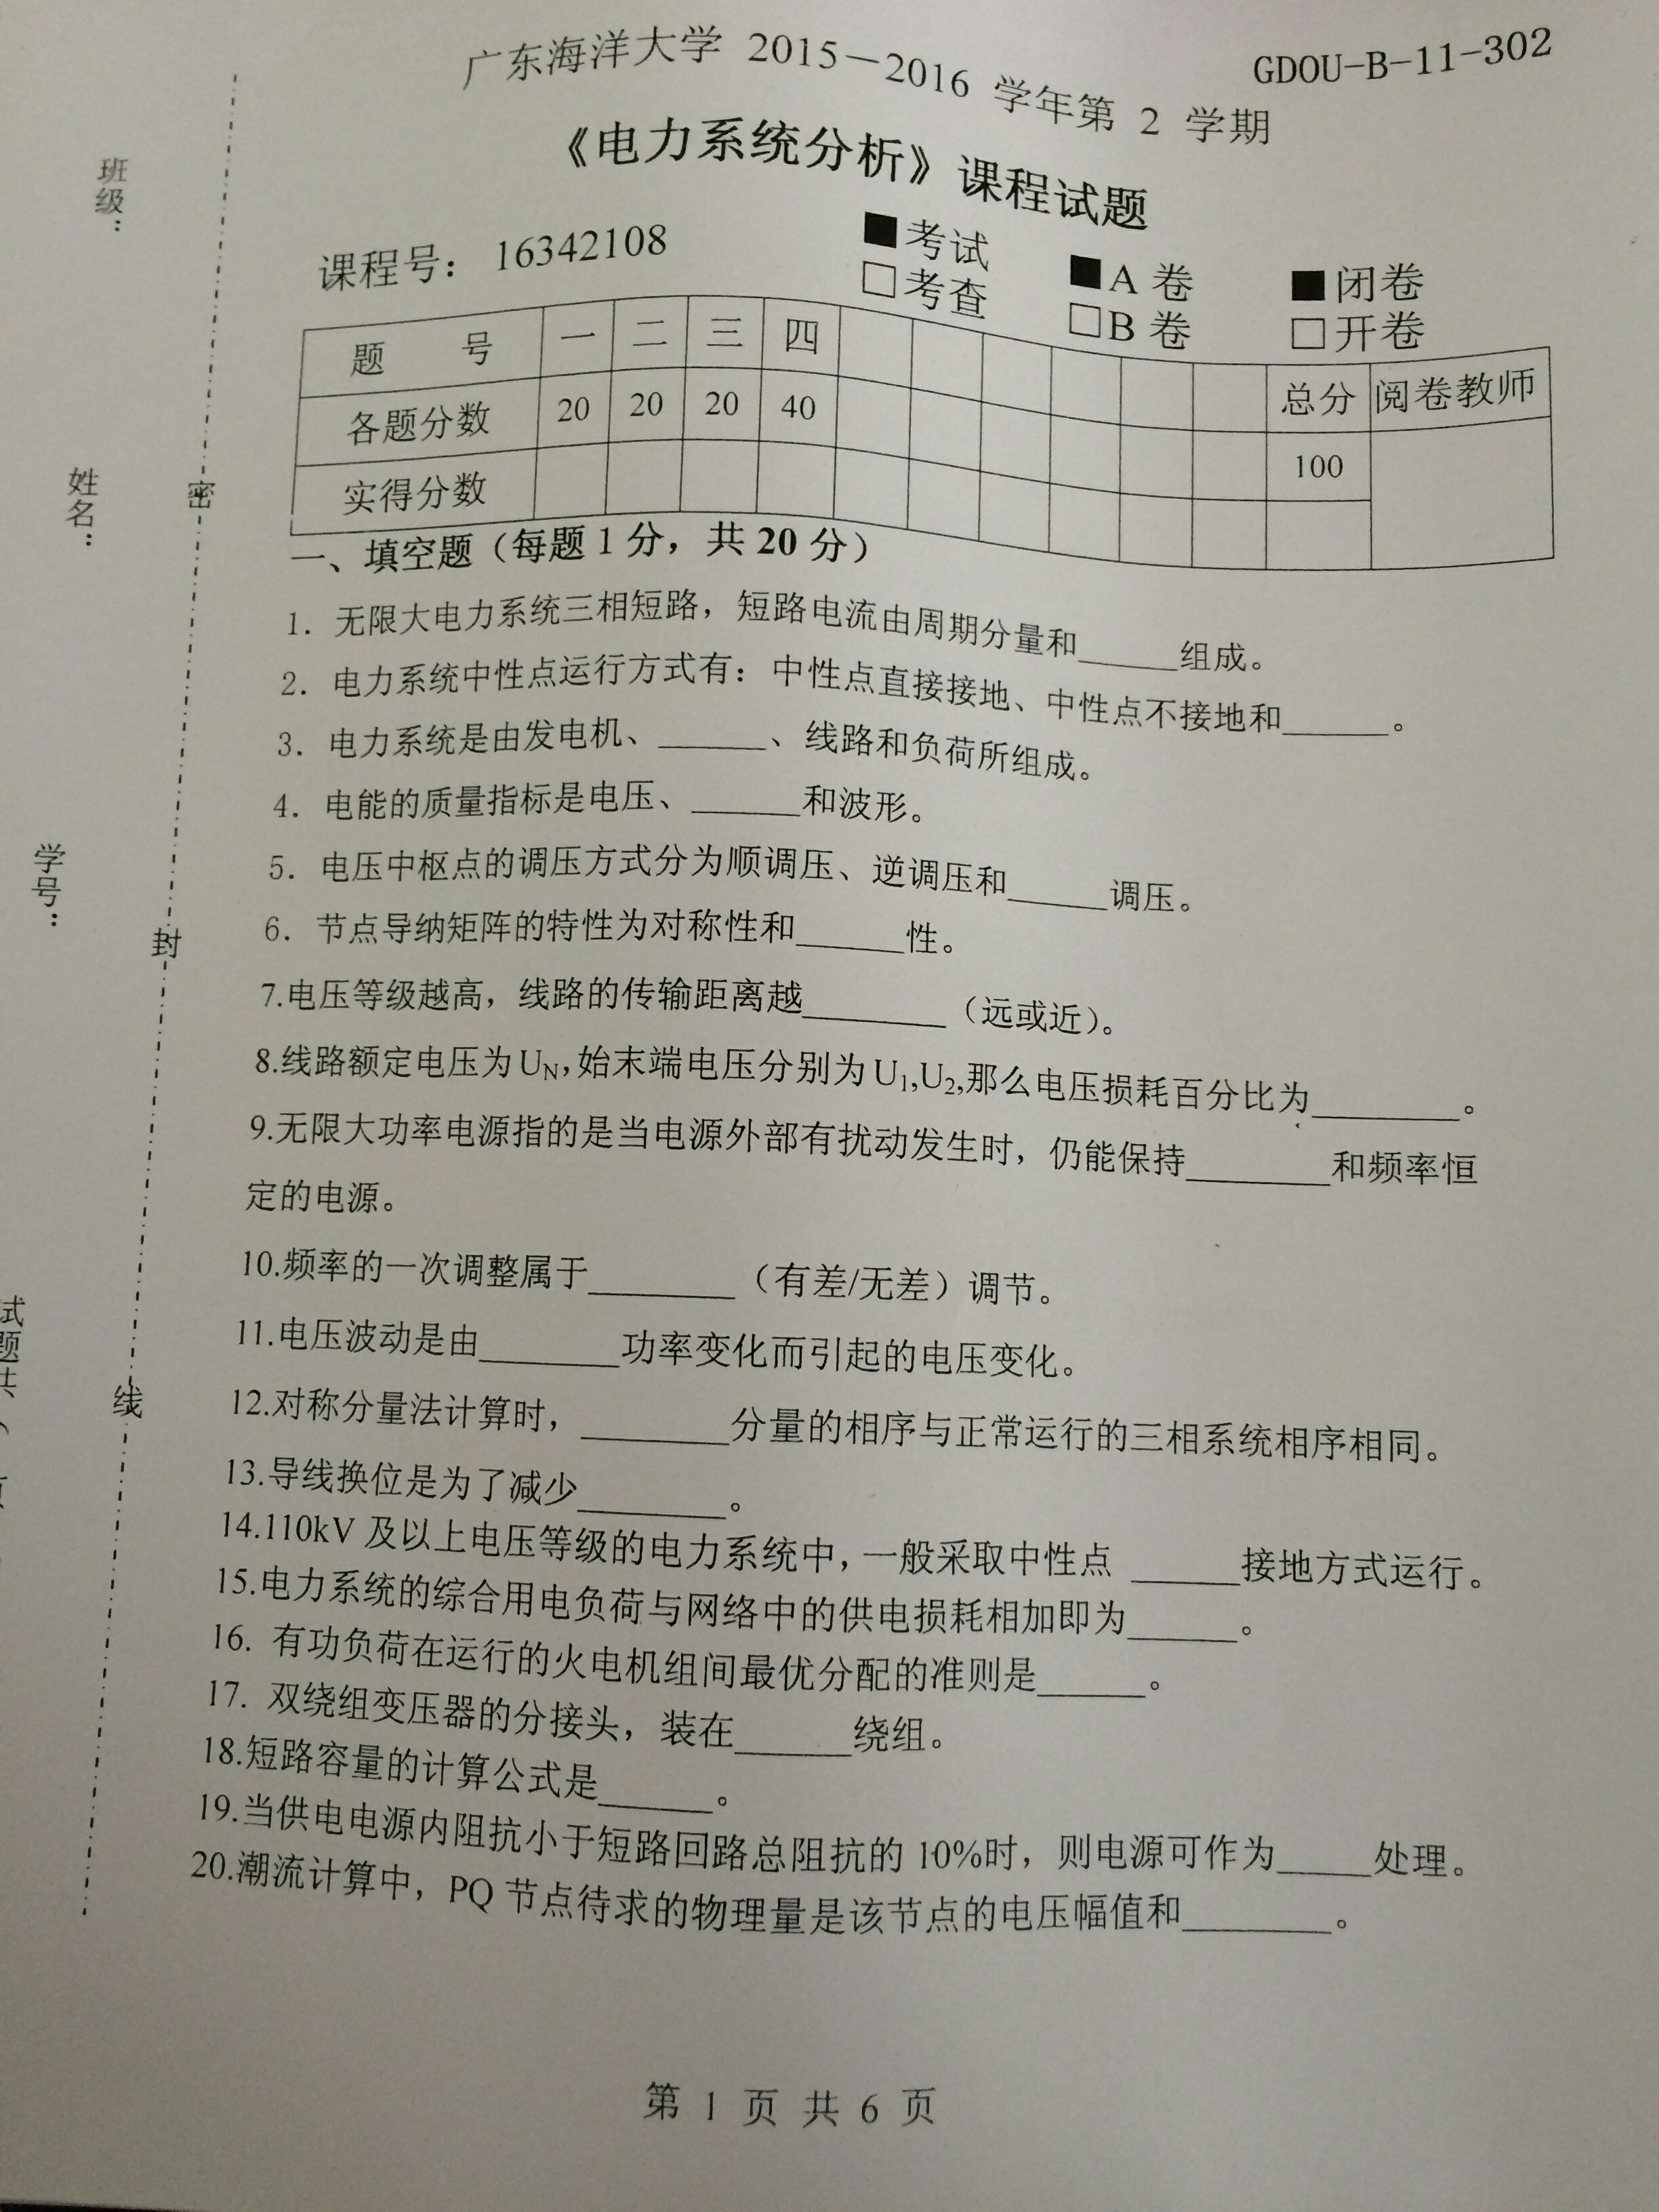 广东海洋大学 2015－2016 学年第 2 学期
GDOU-B-11-302
《电力系统分析》课程试题
课程号： 16342108
■考试 ■A 卷 ■闭卷
□考查 □B 卷 □开卷
题 号 一 二 三 四 总分 阅卷教师
各题分数 20 20 20 40 100
实得分数
一、填空题（每题 1 分，共 20 分）
1．无限大电力系统三相短路，短路电流由周期分量和______组成。
2．电力系统中性点运行方式有：中性点直接接地、中性点不接地和______。
3．电力系统是由发电机、______、线路和负荷所组成。
4．电能的质量指标是电压、______和波形。
5．电压中枢点的调压方式分为顺调压、逆调压和______调压。
6．节点导纳矩阵的特性为对称性和______性。
7.电压等级越高，线路的传输距离越________（远或近）。
8.线路额定电压为 UN,始末端电压分别为 U1,U2,那么电压损耗百分比为________。
9.无限大功率电源指的是当电源外部有扰动发生时，仍能保持________和频率恒
定的电源。
10.频率的一次调整属于________（有差/无差）调节。
11.电压波动是由________功率变化而引起的电压变化。
12.对称分量法计算时，________分量的相序与正常运行的三相系统相序相同。
13.导线换位是为了减少________。
14.110kV 及以上电压等级的电力系统中，一般采取中性点 ______接地方式运行。
15.电力系统的综合用电负荷与网络中的供电损耗相加即为______。
16. 有功负荷在运行的火电机组间最优分配的准则是______。
17. 双绕组变压器的分接头，装在______绕组。
18.短路容量的计算公式是______。
19.当供电电源内阻抗小于短路回路总阻抗的 10%时，则电源可作为_____处理。
20.潮流计算中，PQ 节点待求的物理量是该节点的电压幅值和________。
第 1 页 共 6 页
班级：
姓名：
学号：
密
封
线
试题共